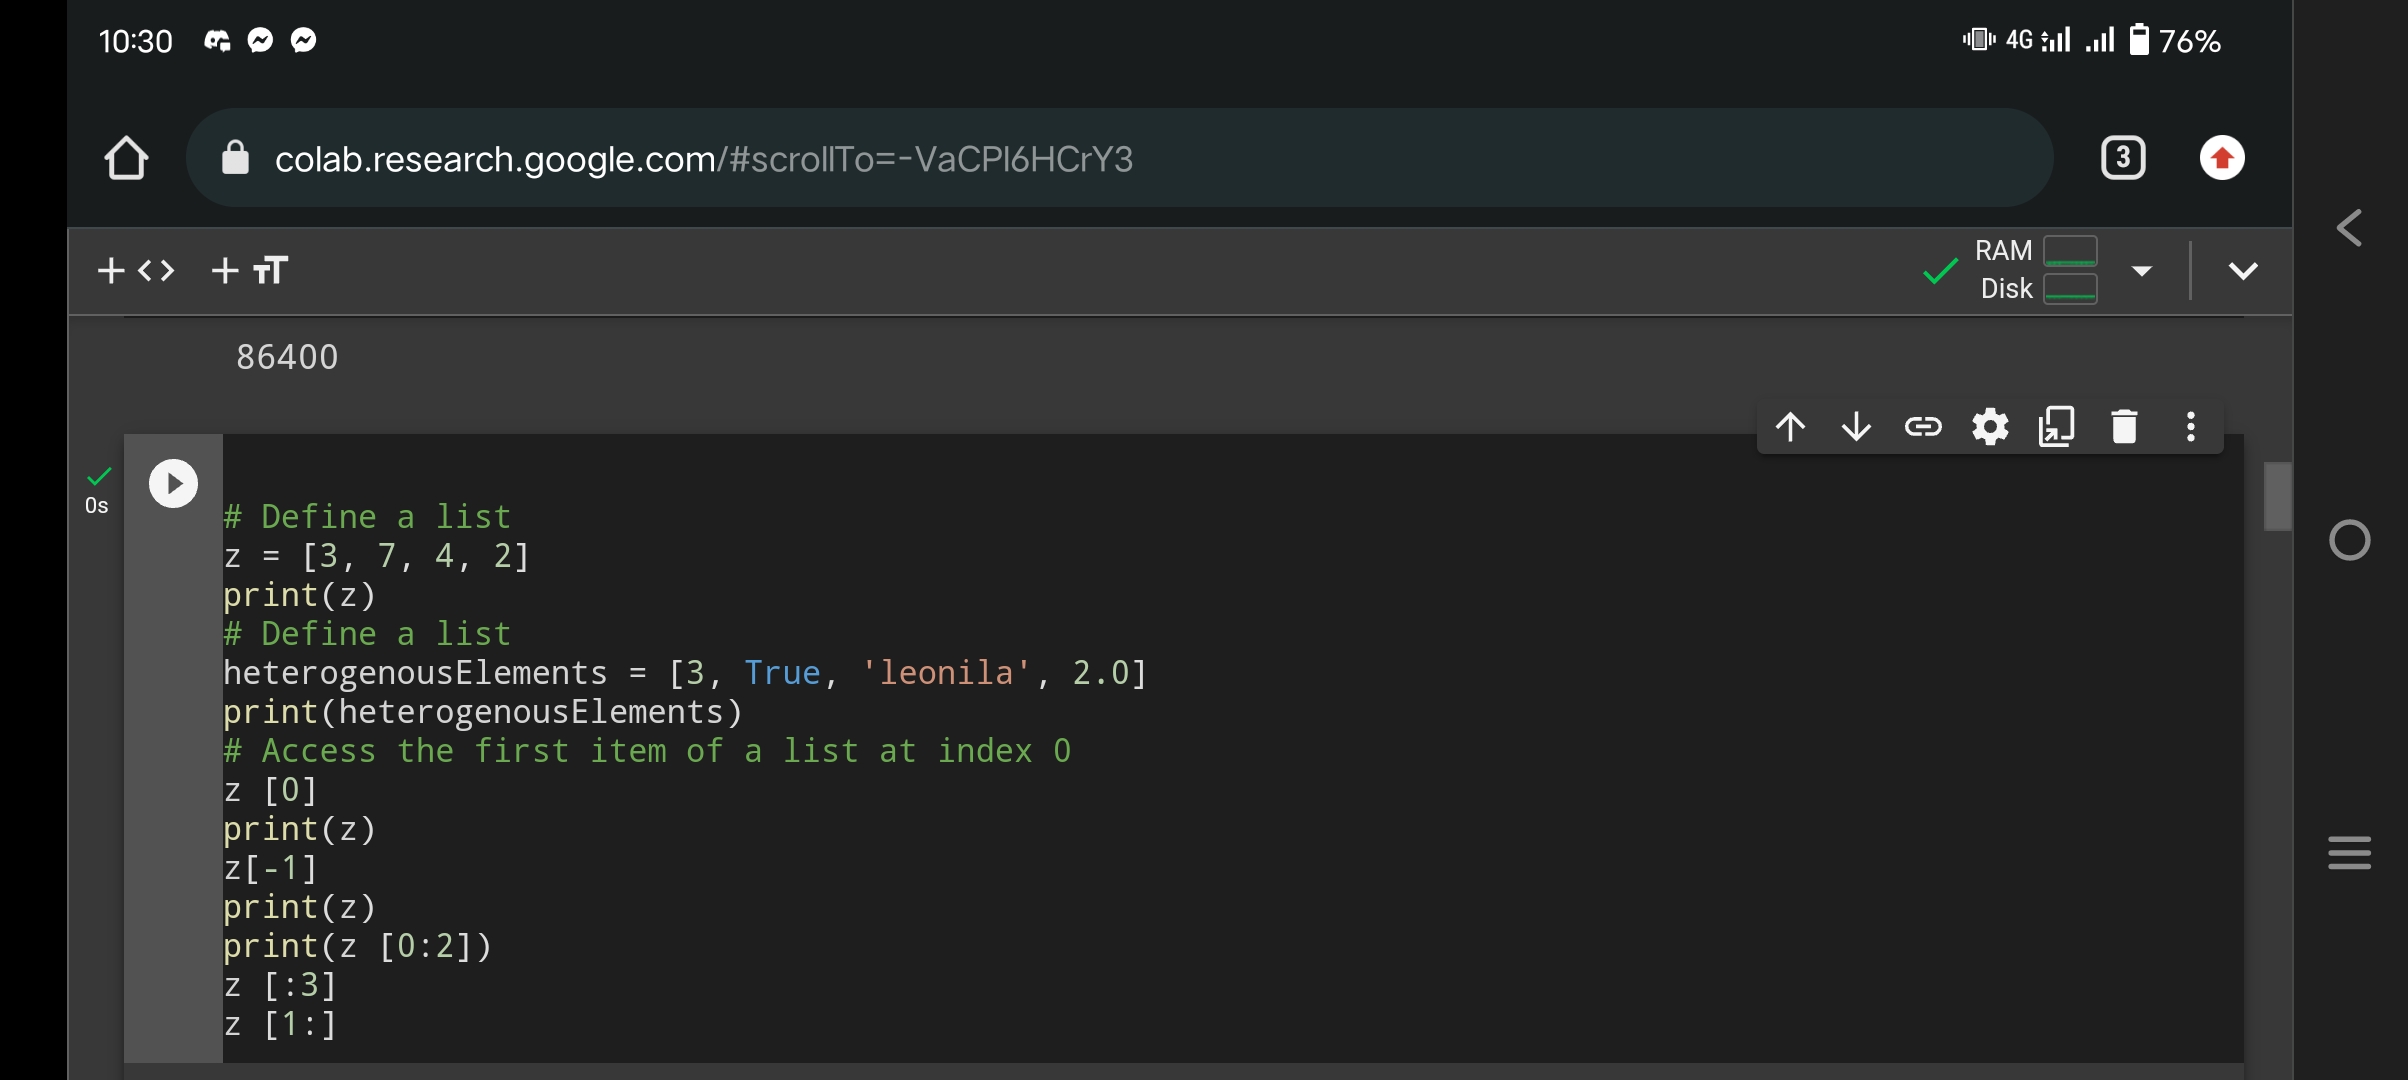 10:30 4G 76%
colab.research.google.com/#scrollTo=-VaCPl6HCrY3 3
RAM
Disk
86400
0s
# Define a list
z = [3, 7, 4, 2]
print(z)
# Define a list
heterogenousElements = [3, True, 'leonila', 2.0]
print(heterogenousElements)
# Access the first item of a list at index 0
z [0]
print(z)
z[-1]
print(z)
print(z [0:2])
z [:3]
z [1:]